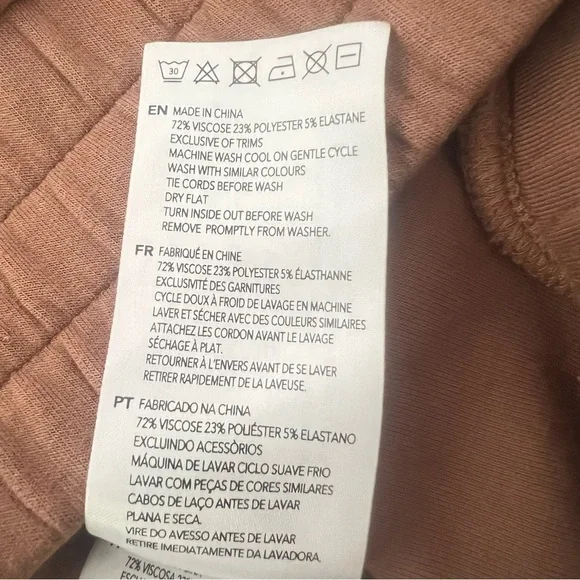 30
EN MADE IN CHINA
72% VISCOSE 23% POLYESTER 5% ELASTANE
EXCLUSIVE OF TRIMS
MACHINE WASH COOL ON GENTLE CYCLE
WASH WITH SIMILAR COLOURS
TIE CORDS BEFORE WASH
DRY FLAT
TURN INSIDE OUT BEFORE WASH
REMOVE PROMPTLY FROM WASHER.
FR FABRIQUÉ EN CHINE
72% VISCOSE 23% POLYESTER 5% ÉLASTHANNE
EXCLUSIVITÉ DES GARNITURES
CYCLE DOUX À FROID DE LAVAGE EN MACHINE
LAVER ET SÉCHER AVEC DES COULEURS SIMILAIRES
ATTACHEZ LES CORDON AVANT LE LAVAGE
SÉCHAGE À PLAT.
RETOURNER À L'ENVERS AVANT DE SE LAVER
RETIRER RAPIDEMENT DE LA LAVEUSE.
PT FABRICADO NA CHINA
72% VISCOSE 23% POLIÉSTER 5% ELASTANO
EXCLUINDO ACESSÒRIOS
MÁQUINA DE LAVAR CICLO SUAVE FRIO
LAVAR COM PEÇAS DE CORES SIMILARES
CABOS DE LAÇO ANTES DE LAVAR
PLANA E SECA.
VIRE DO AVESSO ANTES DE LAVAR
RETIRE IMEDIATAMENTE DA LAVADORA.
72% VISCOSA